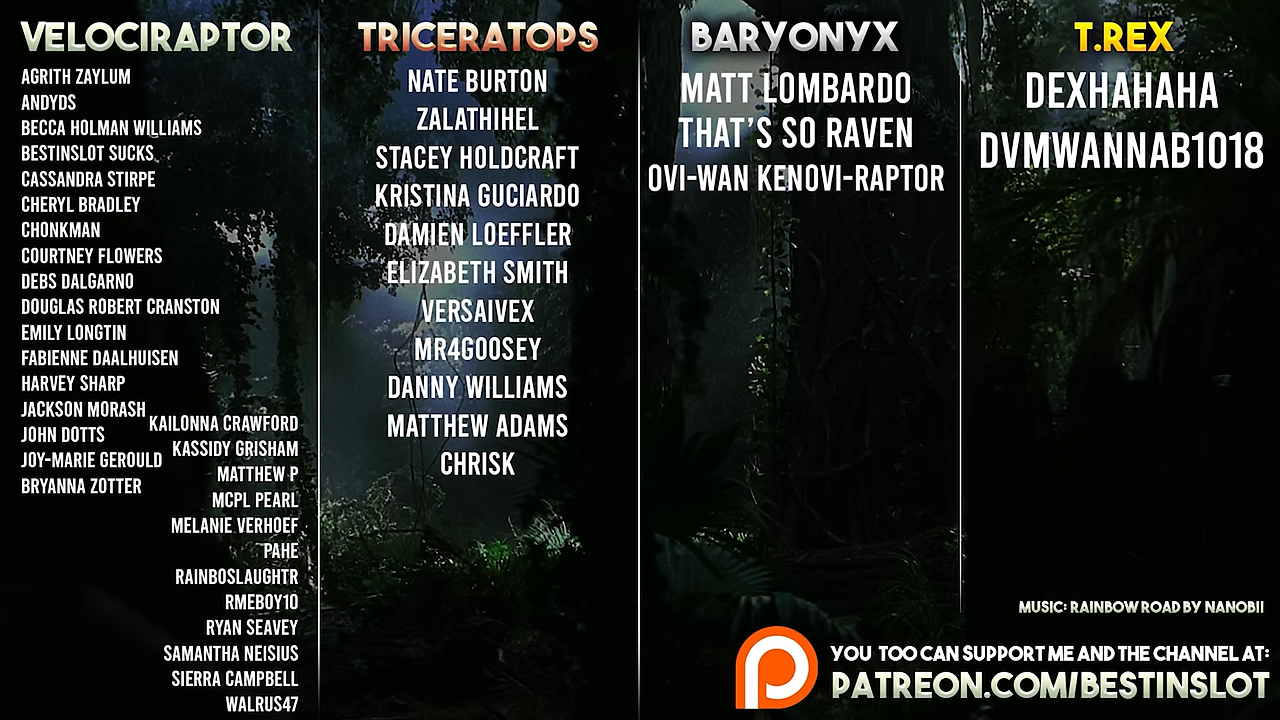 VELOCIRAPTOR
AGRITH ZAYLUM
ANDYDS
BECCA HOLMAN WILLIAMS
BESTINSLOT SUCKS
CASSANDRA STIRPE
CHERYL BRADLEY
CHONKMAN
COURTNEY FLOWERS
DEBS DALGARNO
DOUGLAS ROBERT CRANSTON
EMILY LONGTIN
FABIENNE DAALHUISEN
HARVEY SHARP
JACKSON MORASH
JOHN DOTTS
JOY-MARIE GEROULD
BRYANNA ZOTTER
KAILONNA CRAWFORD
KASSIDY GRISHAM
MATTHEW P
MCPL PEARL
MELANIE VERHOEF
PAHE
RAINBOSLAUGHTR
RMEBOY10
RYAN SEAVEY
SAMANTHA NEISIUS
SIERRA CAMPBELL
WALRUS47
TRICERATOPS
NATE BURTON
ZALATHIHEL
STACEY HOLDCRAFT
KRISTINA GUCIARDO
DAMIEN LOEFFLER
ELIZABETH SMITH
VERSAIVEX
MR4GOOSEY
DANNY WILLIAMS
MATTHEW ADAMS
CHRISK
BARYONYX
MATT LOMBARDO
THAT'S SO RAVEN
OVI-WAN KENOVI-RAPTOR
T.REX
DEXHAHAHA
DVMWANNAB1018
MUSIC: RAINBOW ROAD BY NANOBII
YOU TOO CAN SUPPORT ME AND THE CHANNEL AT:
PATREON.COM/BESTINSLOT